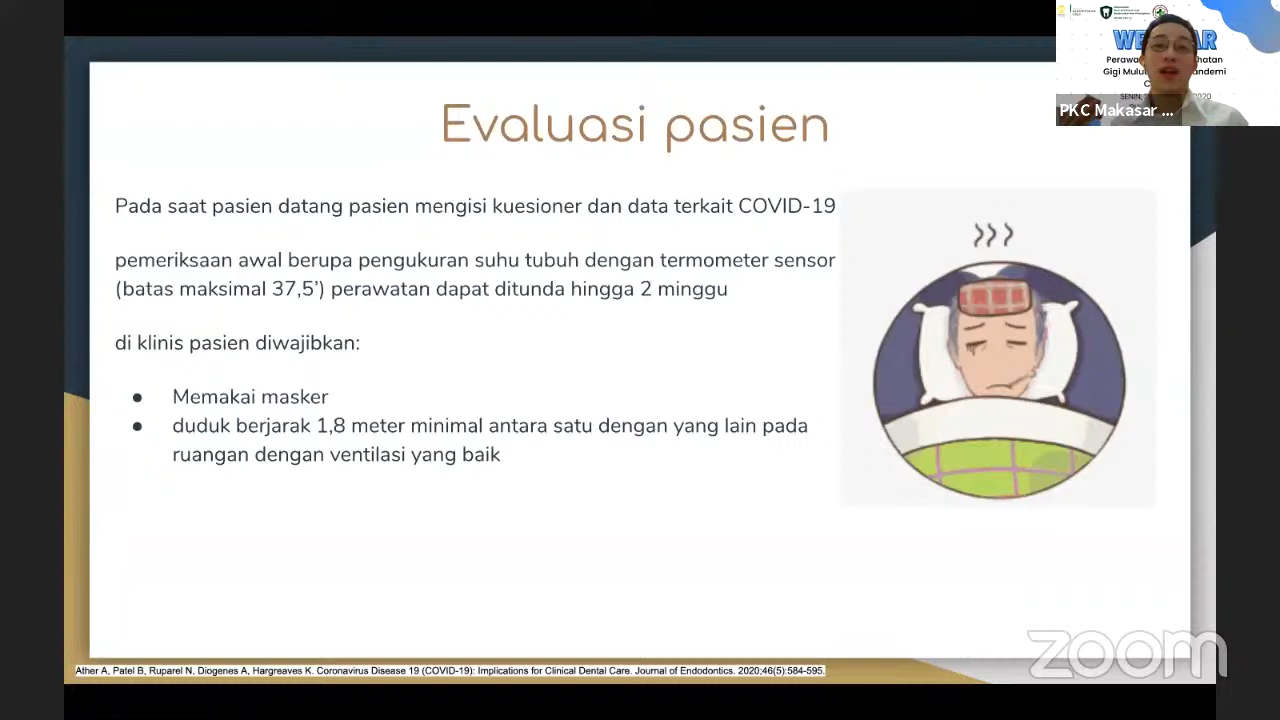 Evaluasi pasien
Pada saat pasien datang pasien mengisi kuesioner dan data terkait COVID-19
pemeriksaan awal berupa pengukuran suhu tubuh dengan termometer sensor
(batas maksimal 37,5’) perawatan dapat ditunda hingga 2 minggu
di klinis pasien diwajibkan:
● Memakai masker
● duduk berjarak 1,8 meter minimal antara satu dengan yang lain pada
ruangan dengan ventilasi yang baik
Ather A, Patel B, Ruparel N, Diogenes A, Hargreaves K. Coronavirus Disease 19 (COVID-19): Implications for Clinical Dental Care. Journal of Endodontics. 2020;46(5):584-595.
zoom
WE AR
Gigi
SENIN,
PKC Makasar ...